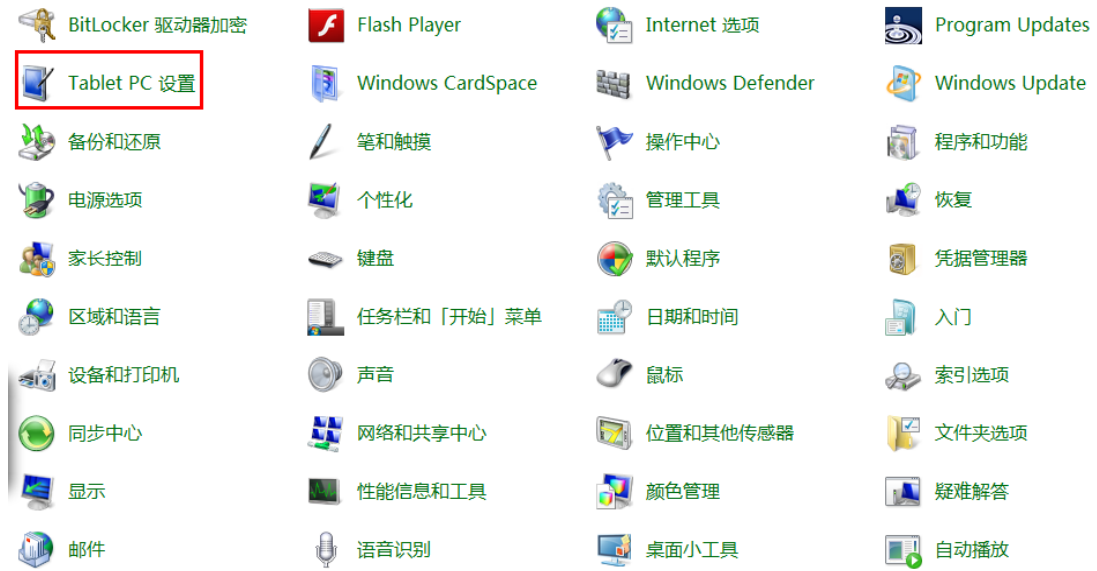 BitLocker 驱动器加密 Flash Player Internet 选项 Program Updates
Tablet PC 设置 Windows CardSpace Windows Defender Windows Update
备份和还原 笔和触摸 操作中心 程序和功能
电源选项 个性化 管理工具 恢复
家长控制 键盘 默认程序 凭据管理器
区域和语言 任务栏和「开始」菜单 日期和时间 入门
设备和打印机 声音 鼠标 索引选项
同步中心 网络和共享中心 位置和其他传感器 文件夹选项
显示 性能信息和工具 颜色管理 疑难解答
邮件 语音识别 桌面小工具 自动播放